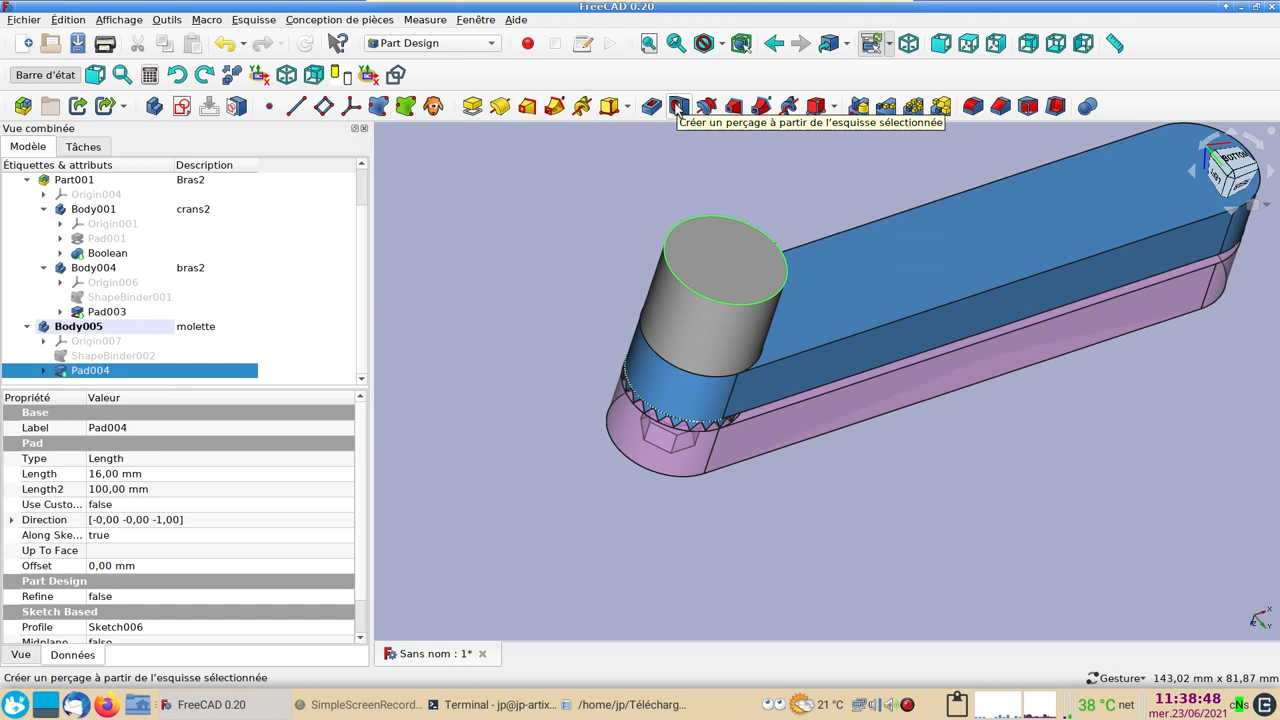 FreeCAD 0.20
Fichier Édition Affichage Outils Macro Esquisse Conception de pièces Measure Fenêtre Aide
Part Design
Barre d'état
Créer un perçage à partir de l'esquisse sélectionnée
Vue combinée
Modèle Tâches
Étiquettes & attributs Description
Part001 Bras2
Origin004
Body001 crans2
Origin001
Pad001
Boolean
Body004 bras2
Origin006
ShapeBinder001
Pad003
Body005 molette
Origin007
ShapeBinder002
Pad004
Propriété Valeur
Base
Label Pad004
Pad
Type Length
Length 16,00 mm
Length2 100,00 mm
Use Custo... false
Direction [-0,00 -0,00 -1,00]
Along Ske... true
Up To Face
Offset 0,00 mm
Part Design
Refine false
Sketch Based
Profile Sketch006
Midplane false
Vue Données
BOTTOM
Sans nom : 1*
Créer un perçage à partir de l'esquisse sélectionnée
Gesture 143,02 mm x 81,87 mm
FreeCAD 0.20 SimpleScreenRecord... Terminal - jp@jp-artix... /home/jp/Télécharg... 21 °C 38 °C net 11:38:48
mer.23/06/2021